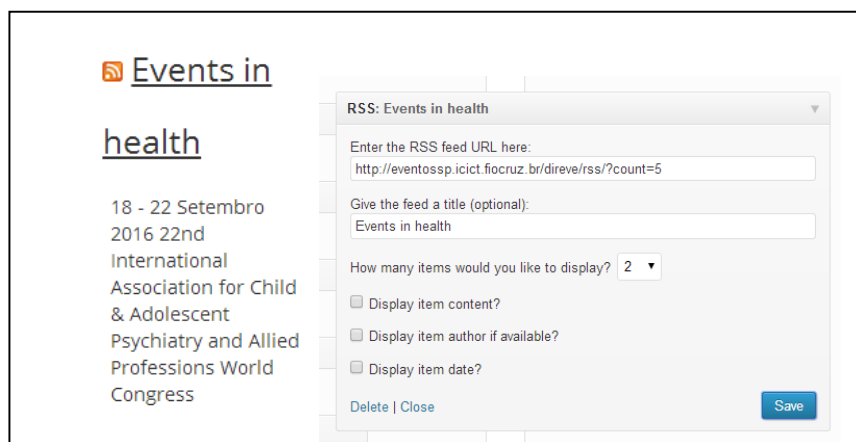 Events in
health
18 - 22 Setembro
2016 22nd
International
Association for Child
& Adolescent
Psychiatry and Allied
Professions World
Congress
RSS: Events in health
Enter the RSS feed URL here:
http://eventossp.icict.fiocruz.br/direve/rss/?count=5
Give the feed a title (optional):
Events in health
How many items would you like to display? 2
Display item content?
Display item author if available?
Display item date?
Delete | Close
Save